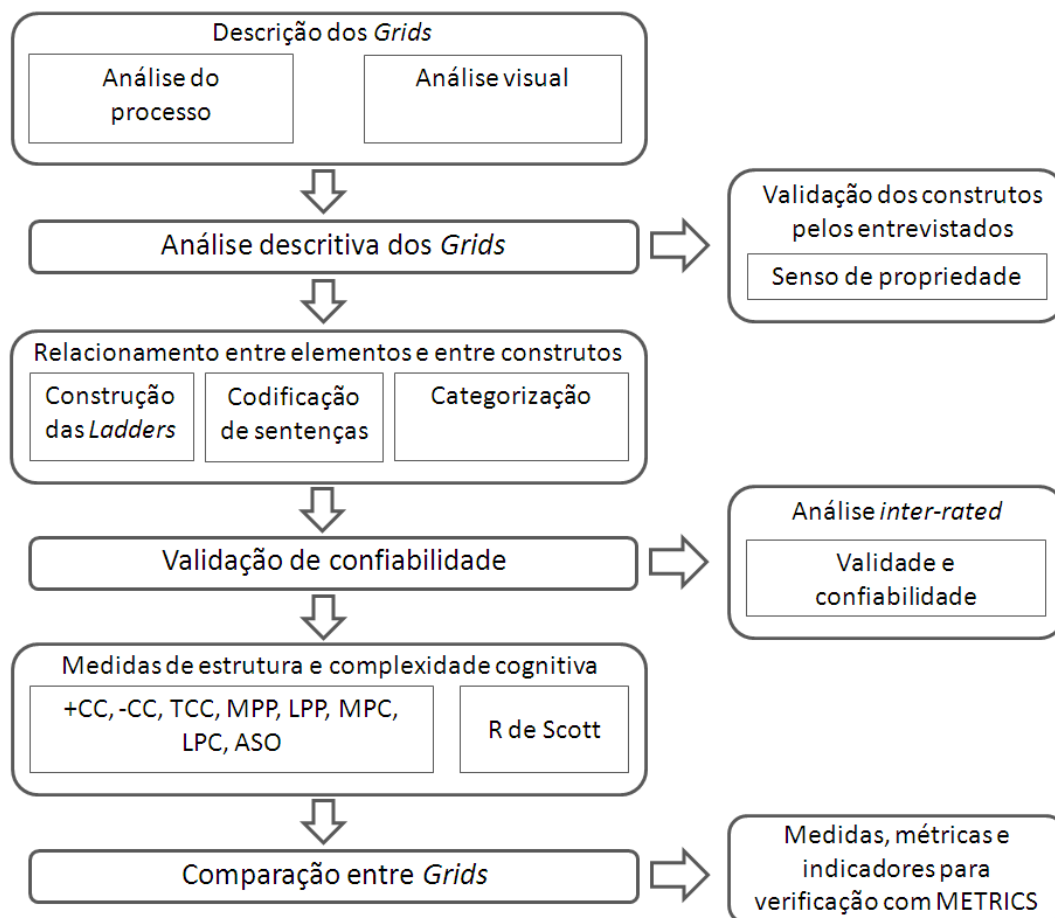 Descrição dos Grids
Análise do
processo
Análise visual
Análise descritiva dos Grids
Validação dos construtos
pelos entrevistados
Senso de propriedade
Relacionamento entre elementos e entre construtos
Construção
das Ladders
Codificação
de sentenças
Categorização
Validação de confiabilidade
Análise inter-rated
Validade e
confiabilidade
Medidas de estrutura e complexidade cognitiva
+CC, -CC, TCC, MPP, LPP, MPC,
LPC, ASO
R de Scott
Comparação entre Grids
Medidas, métricas e
indicadores para
verificação com METRICS